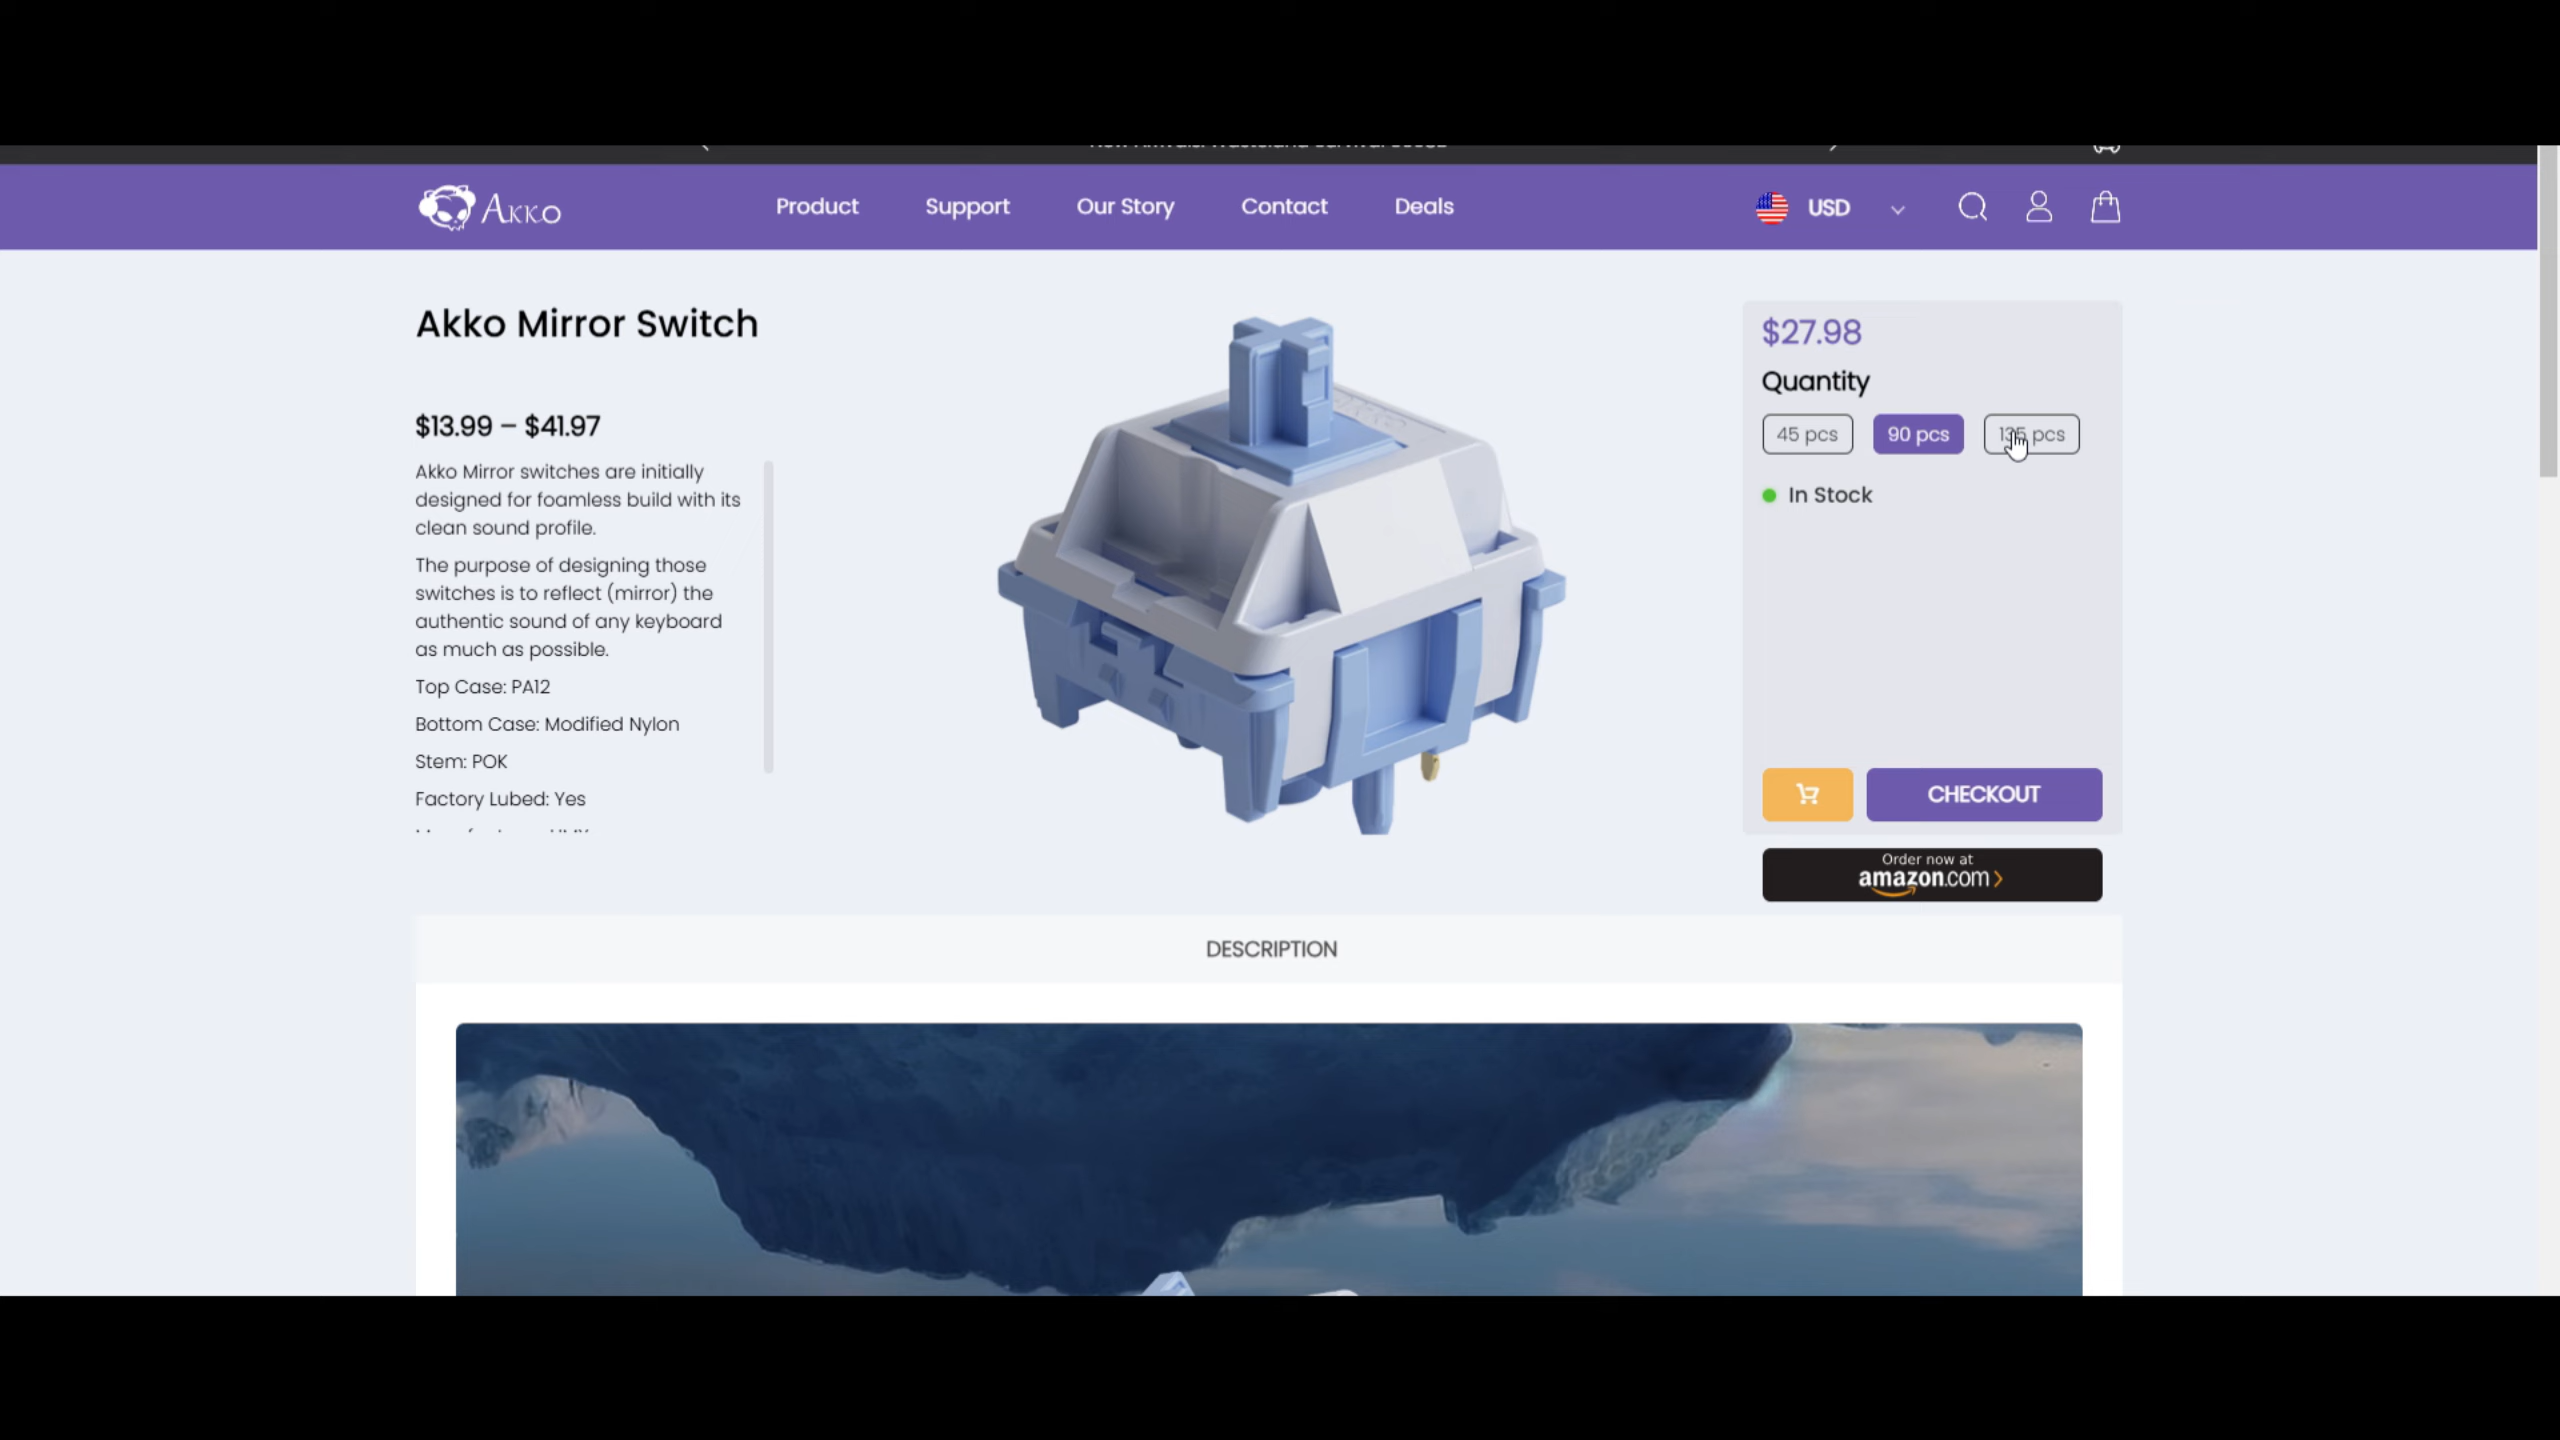 AKKO
Product
Support
Our Story
Contact
Deals
USD
Akko Mirror Switch
$13.99 – $41.97
Akko Mirror switches are initially
designed for foamless build with its
clean sound profile.
The purpose of designing those
switches is to reflect (mirror) the
authentic sound of any keyboard
as much as possible.
Top Case: PA12
Bottom Case: Modified Nylon
Stem: POK
Factory Lubed: Yes
$27.98
Quantity
45 pcs
90 pcs
135 pcs
In Stock
CHECKOUT
Order now at
amazon.com
DESCRIPTION